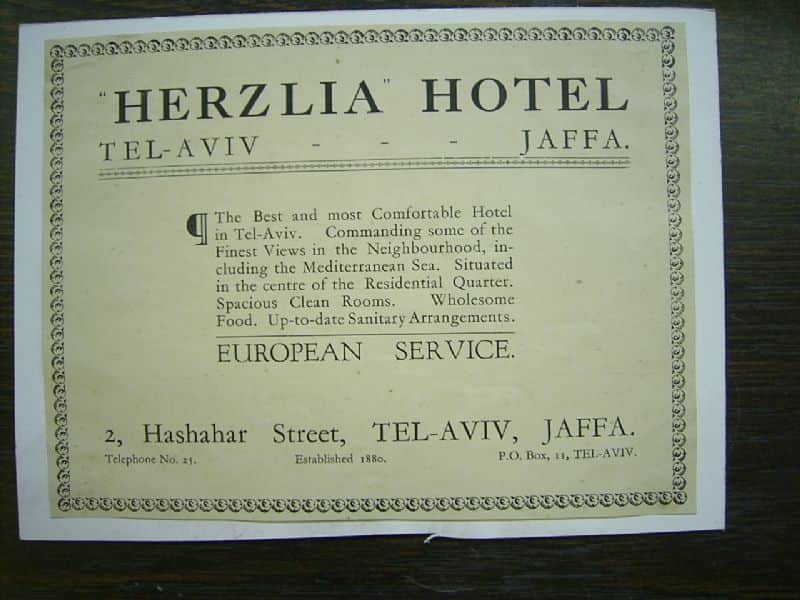 "HERZLIA" HOTEL
TEL-AVIV - - - JAFFA.
¶ The Best and most Comfortable Hotel
in Tel-Aviv. Commanding some of the
Finest Views in the Neighbourhood, in-
cluding the Mediterranean Sea. Situated
in the centre of the Residential Quarter.
Spacious Clean Rooms. Wholesome
Food. Up-to-date Sanitary Arrangements.
EUROPEAN SERVICE.
2, Hashahar Street, TEL-AVIV, JAFFA.
Telephone No. 25. Established 1880. P.O. Box, 11, TEL-AVIV.